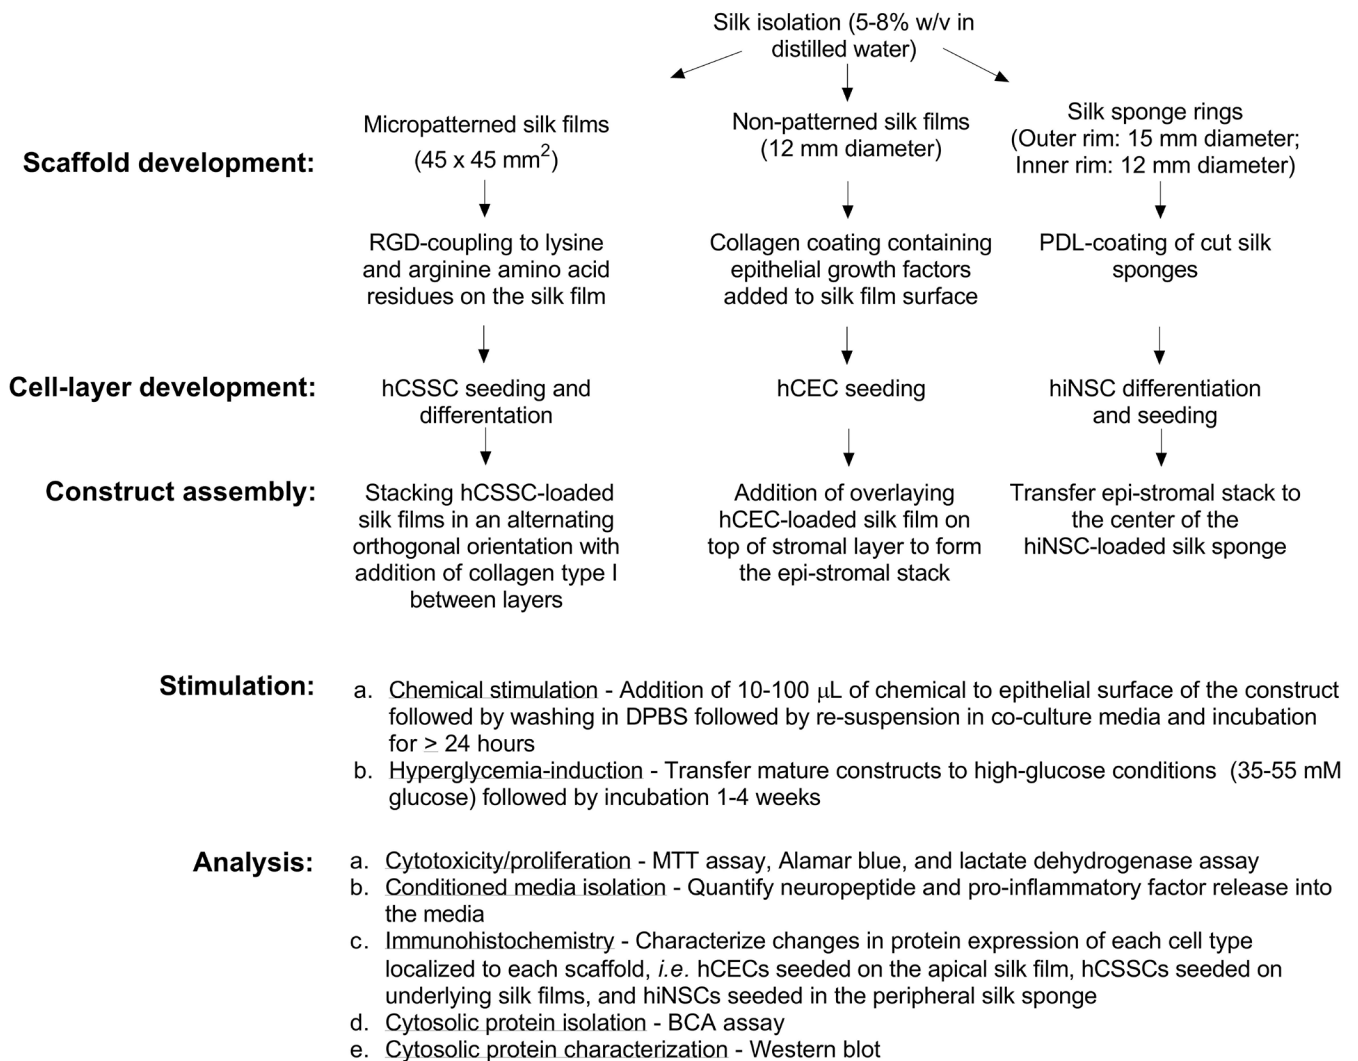 Silk isolation (5-8% w/v in
distilled water)
Scaffold development:
Micropatterned silk films
(45 x 45 mm²)
Non-patterned silk films
(12 mm diameter)
Silk sponge rings
(Outer rim: 15 mm diameter;
Inner rim: 12 mm diameter)
RGD-coupling to lysine
and arginine amino acid
residues on the silk film
Collagen coating containing
epithelial growth factors
added to silk film surface
PDL-coating of cut silk
sponges
Cell-layer development:
hCSSC seeding and
differentation
hCEC seeding
hiNSC differentiation
and seeding
Construct assembly:
Stacking hCSSC-loaded
silk films in an alternating
orthogonal orientation with
addition of collagen type I
between layers
Addition of overlaying
hCEC-loaded silk film on
top of stromal layer to form
the epi-stromal stack
Transfer epi-stromal stack to
the center of the
hiNSC-loaded silk sponge
Stimulation:
a. Chemical stimulation - Addition of 10-100 μL of chemical to epithelial surface of the construct
followed by washing in DPBS followed by re-suspension in co-culture media and incubation
for ≥ 24 hours
b. Hyperglycemia-induction - Transfer mature constructs to high-glucose conditions (35-55 mM
glucose) followed by incubation 1-4 weeks
Analysis:
a. Cytotoxicity/proliferation - MTT assay, Alamar blue, and lactate dehydrogenase assay
b. Conditioned media isolation - Quantify neuropeptide and pro-inflammatory factor release into
the media
c. Immunohistochemistry - Characterize changes in protein expression of each cell type
localized to each scaffold, i.e. hCECs seeded on the apical silk film, hCSSCs seeded on
underlying silk films, and hiNSCs seeded in the peripheral silk sponge
d. Cytosolic protein isolation - BCA assay
e. Cytosolic protein characterization - Western blot